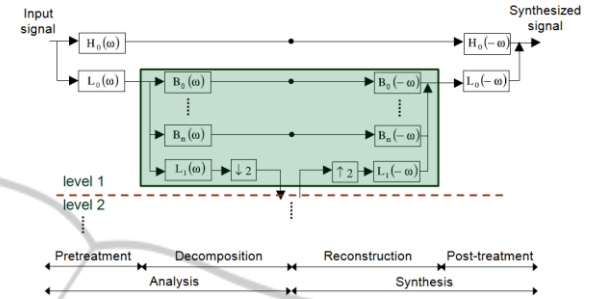 Input signal
Synthesized signal
H₀(ω)
H₀(−ω)
L₀(ω)
B₀(ω)
B₀(−ω)
L₀(−ω)
Bₙ(ω)
Bₙ(−ω)
L₁(ω)
↓2
↑2
L₁(−ω)
level 1
level 2
Pretreatment
Decomposition
Reconstruction
Post-treatment
Analysis
Synthesis